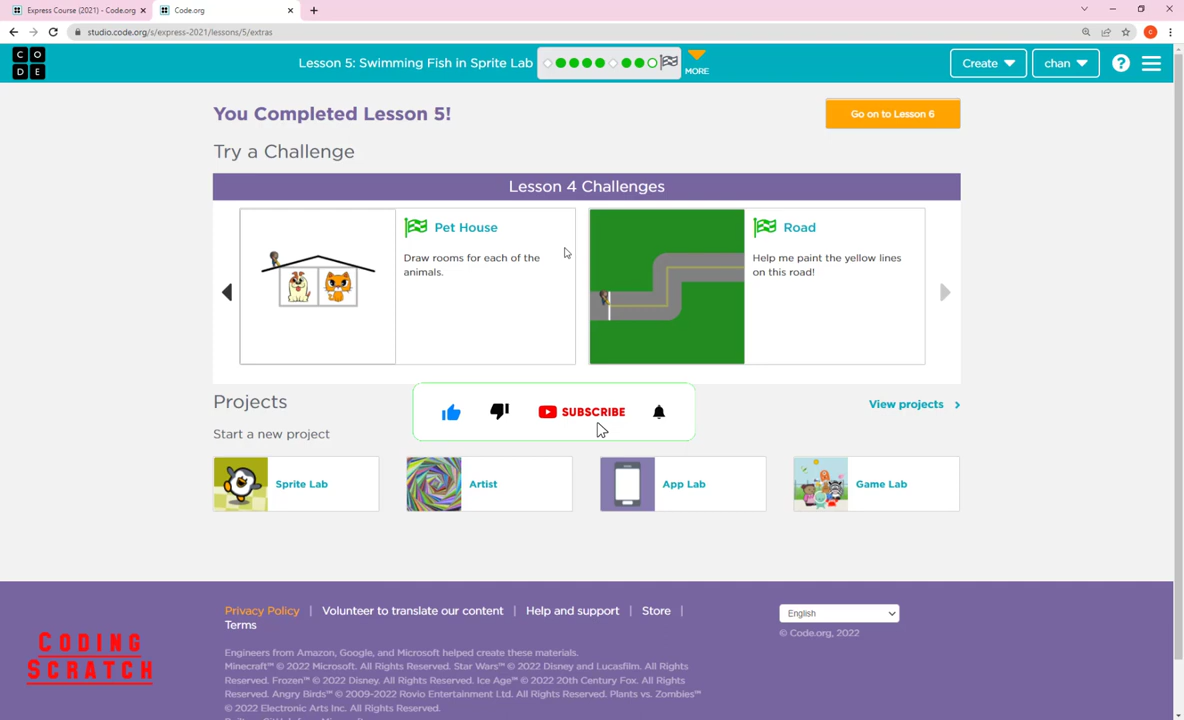 Express Course (2021) - Code.org
Code.org
studio.code.org/s/express-2021/lessons/5/extras
C O
D E
Lesson 5: Swimming Fish in Sprite Lab
MORE
Create
chan
?
c
You Completed Lesson 5!
Go on to Lesson 6
Try a Challenge
Lesson 4 Challenges
Pet House
Draw rooms for each of the
animals.
Road
Help me paint the yellow lines
on this road!
Projects
View projects
SUBSCRIBE
Start a new project
Sprite Lab
Artist
App Lab
Game Lab
Privacy Policy | Volunteer to translate our content | Help and support | Store |
Terms
English
© Code.org, 2022
CODING
SCRATCH
Engineers from Amazon, Google, and Microsoft helped create these materials.
Minecraft™ © 2022 Microsoft. All Rights Reserved. Star Wars™ © 2022 Disney and Lucasfilm. All Rights
Reserved. Frozen™ © 2022 Disney. All Rights Reserved. Ice Age™ © 2022 20th Century Fox. All Rights
Reserved. Angry Birds™ © 2009-2022 Rovio Entertainment Ltd. All Rights Reserved. Plants vs. Zombies™
© 2022 Electronic Arts Inc. All Rights Reserved.